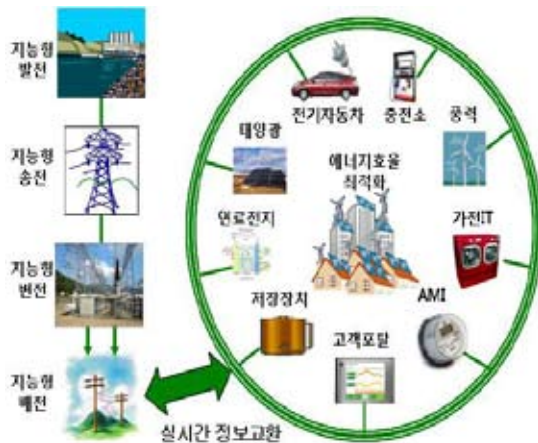 지능형
발전
지능형
송전
지능형
변전
지능형
배전
전기자동차
충전소
태양광
풍력
에너지효율
최적화
연료전지
가전IT
저장장치
AMI
고객포탈
실시간 정보교환